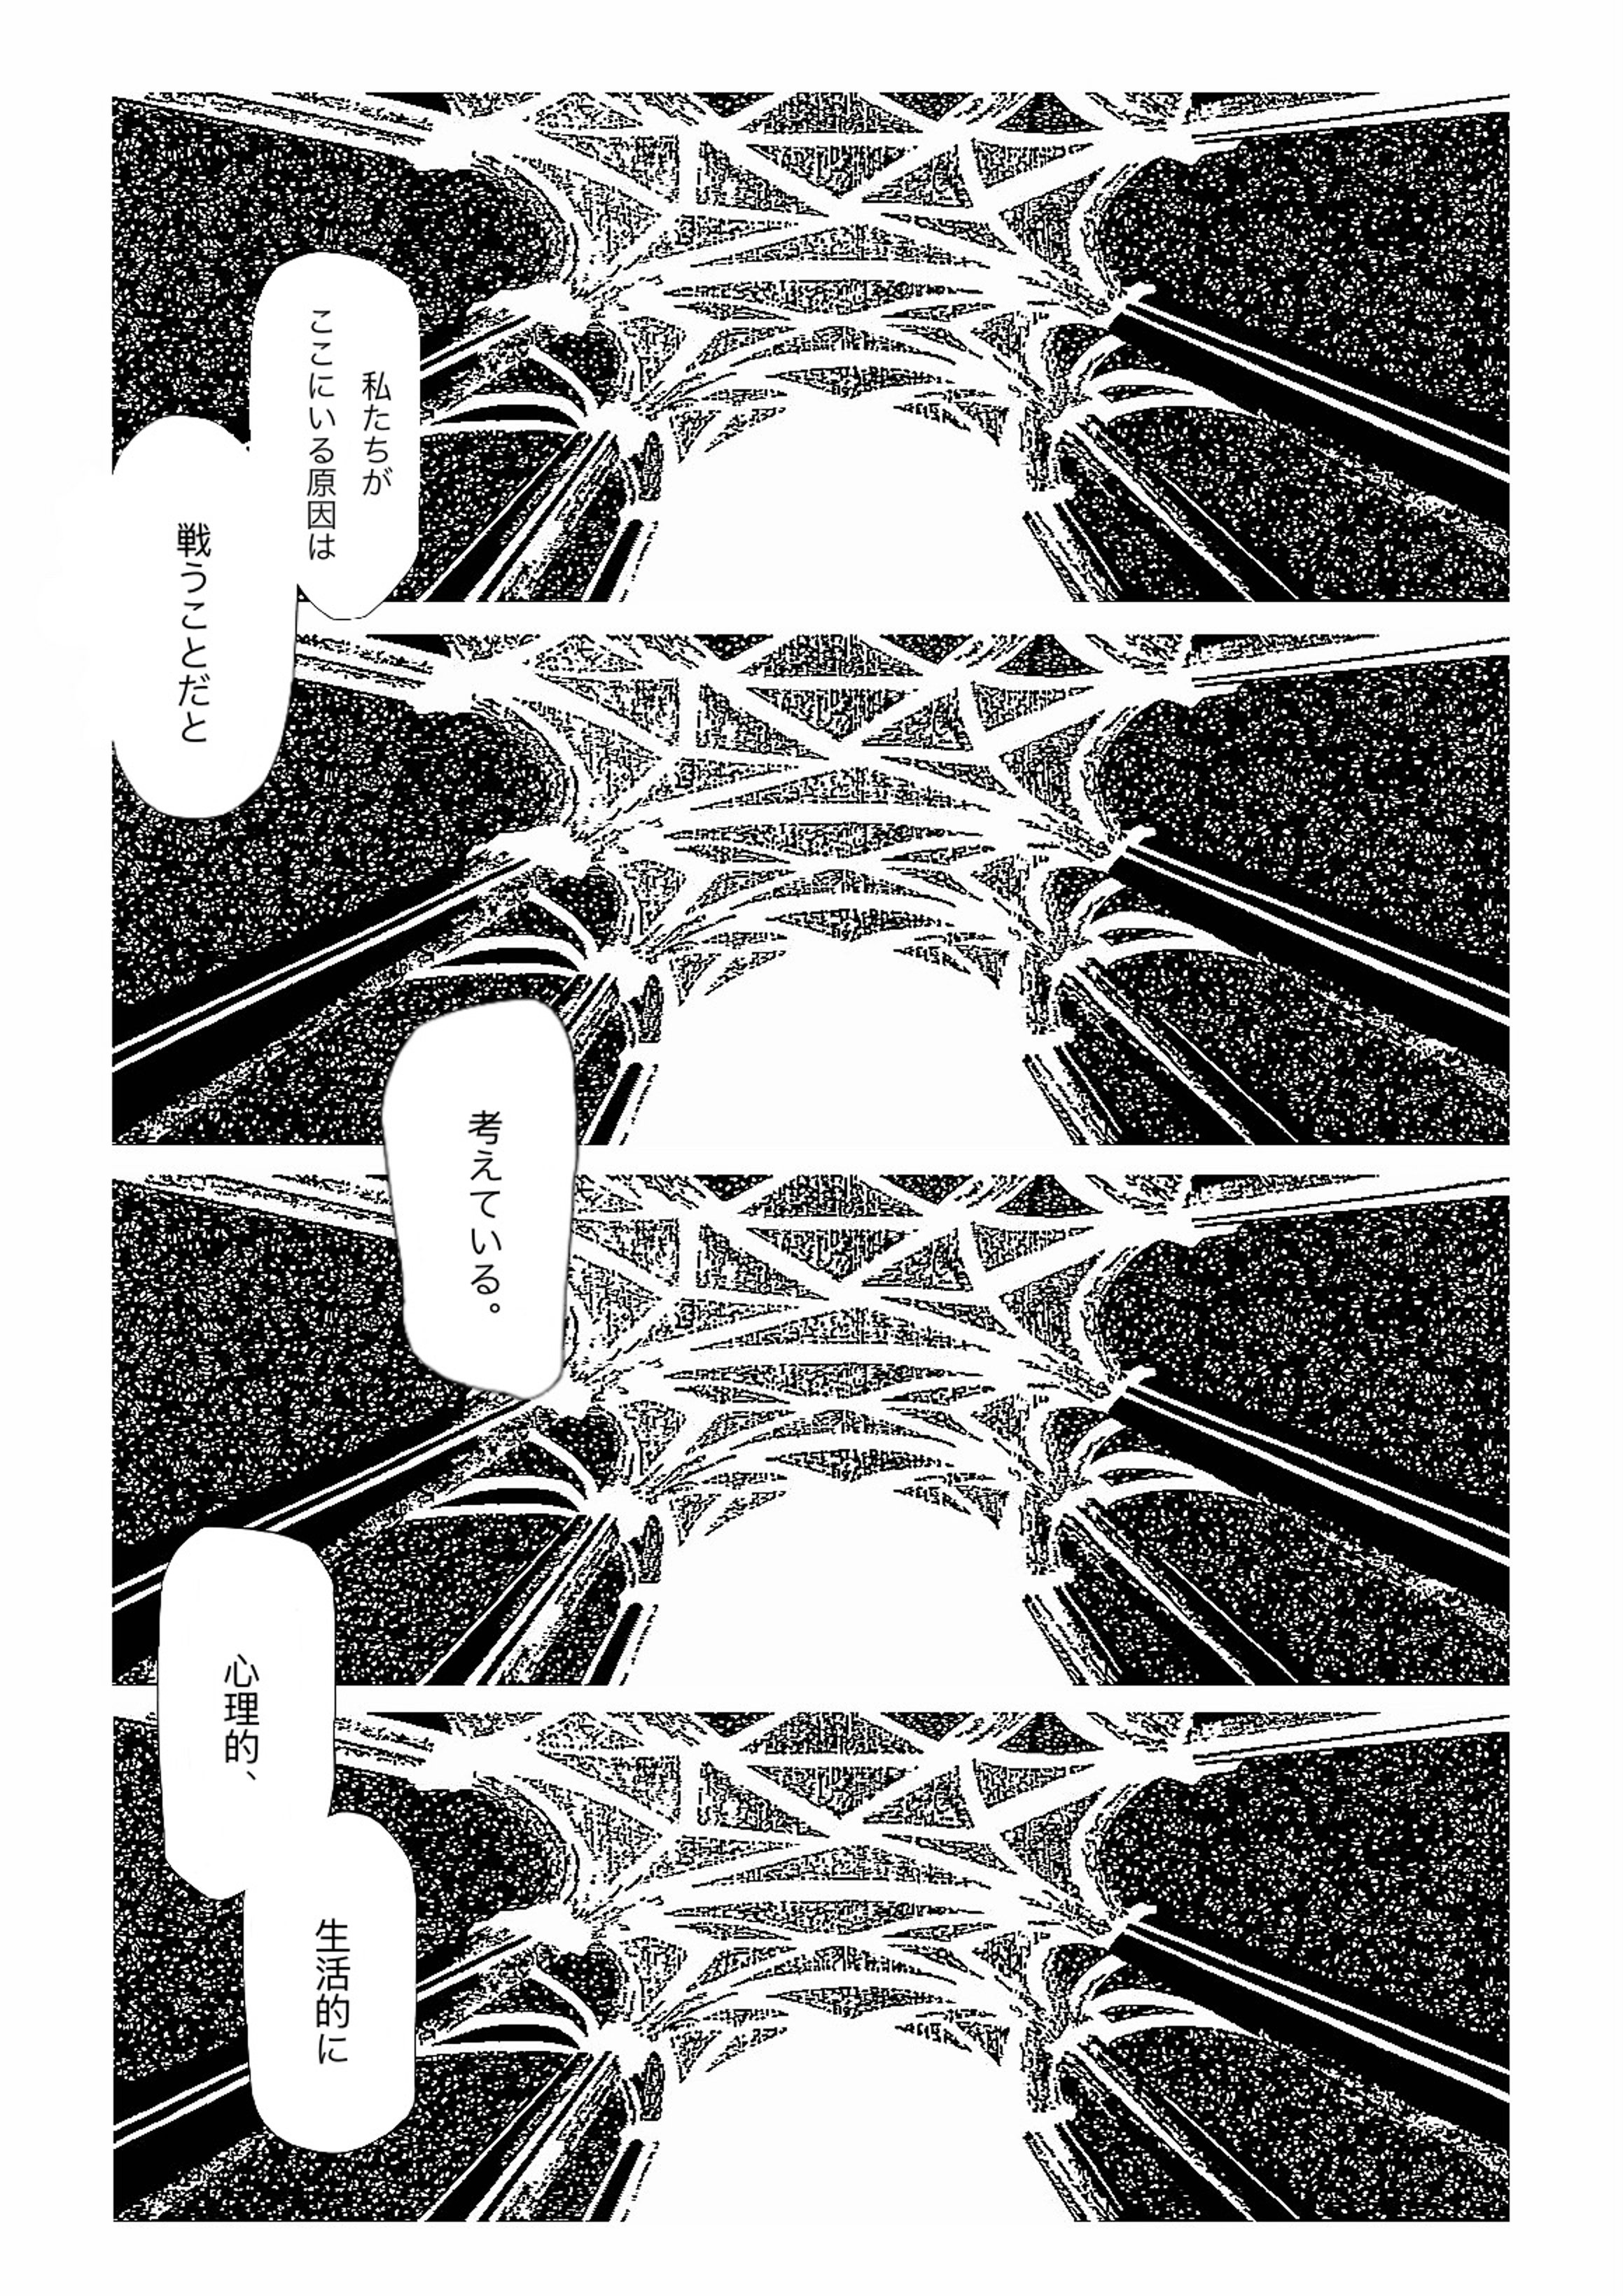 私たちが
ここにいる原因は
戦うことだと
考えている。
心理的、
生活的に